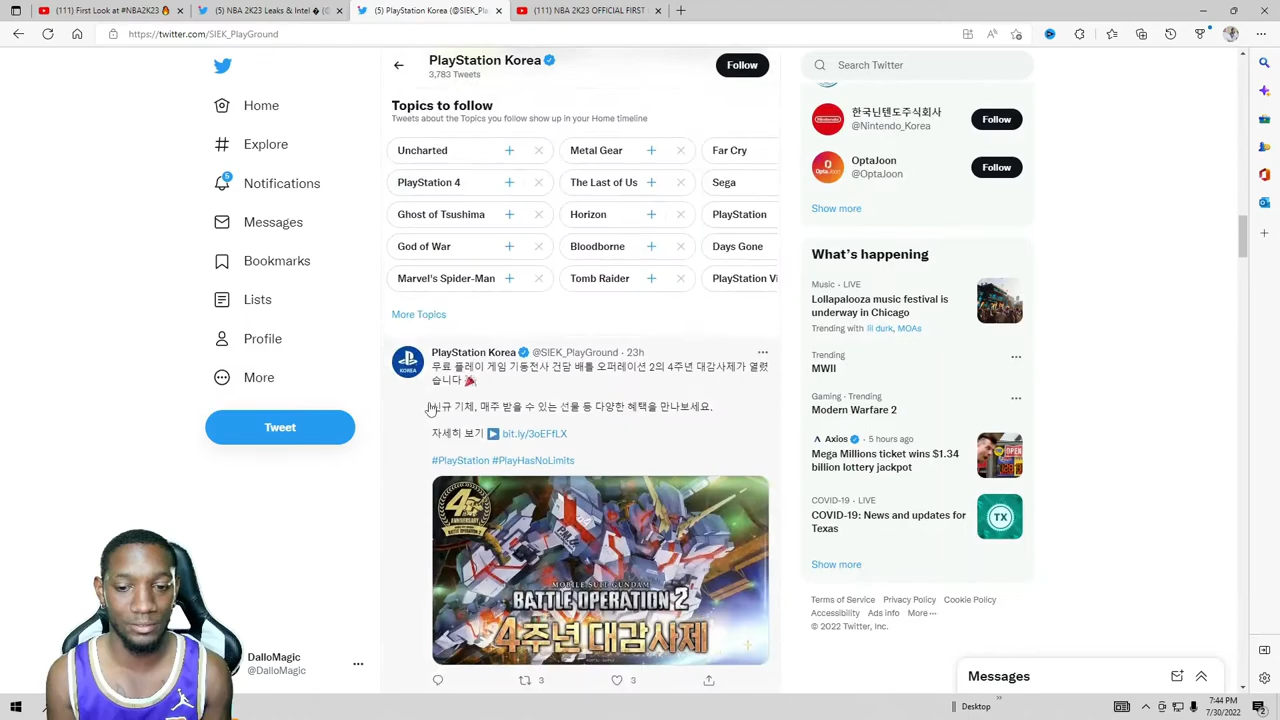 (111) First Look at #NBA2K23
(5) NBA 2K23 Leaks & Intel
(5) PlayStation Korea (@SIEK_Pla
(111) NBA 2K23 OFFICIAL FIRST
https://twitter.com/SIEK_PlayGround
PlayStation Korea
3,783 Tweets
Follow
Search Twitter
Home
Explore
5
Notifications
Messages
Bookmarks
Lists
Profile
More
Tweet
Topics to follow
Tweets about the Topics you follow show up in your Home timeline
Uncharted
Metal Gear
Far Cry
PlayStation 4
The Last of Us
Sega
Ghost of Tsushima
Horizon
PlayStation
God of War
Bloodborne
Days Gone
Marvel's Spider-Man
Tomb Raider
PlayStation Vi
More Topics
KOREA
PlayStation Korea @SIEK_PlayGround · 23h
무료 플레이 게임 기동전사 건담 배틀 오퍼레이션 2의 4주년 대감사제가 열렸
습니다
신규 기체, 매주 받을 수 있는 선물 등 다양한 혜택을 만나보세요.
자세히 보기 bit.ly/3oEFfLX
#PlayStation #PlayHasNoLimits
ANNIVERSARY
BATTLE OPERATION 2
MOBILE SUIT GUNDAM
BATTLE OPERATION 2
4주년 대감사제
3
3
한국닌텐도주식회사
@Nintendo_Korea
Follow
OptaJoon
@OptaJoon
Follow
Show more
What's happening
Music · LIVE
Lollapalooza music festival is
underway in Chicago
Trending with lil durk, MOAs
Trending
MWII
Gaming · Trending
Modern Warfare 2
Axios · 5 hours ago
Mega Millions ticket wins $1.34
billion lottery jackpot
COVID-19 · LIVE
COVID-19: News and updates for
Texas
TX
Show more
Terms of Service Privacy Policy Cookie Policy
Accessibility Ads info More
© 2022 Twitter, Inc.
DalloMagic
@DalloMagic
Messages
Desktop
7:44 PM
7/30/2022
2